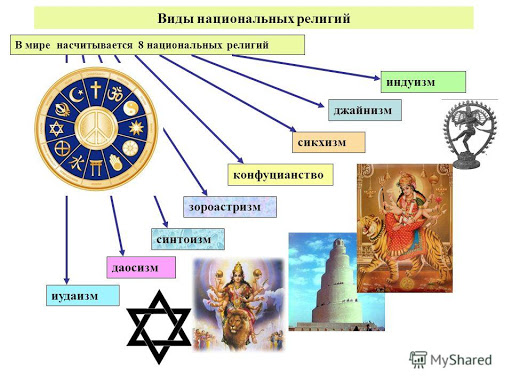 Виды национальных религий
В мире насчитывается 8 национальных религий
индуизм
джайнизм
сикхизм
конфуцианство
зороастризм
синтоизм
даосизм
иудаизм
MyShared